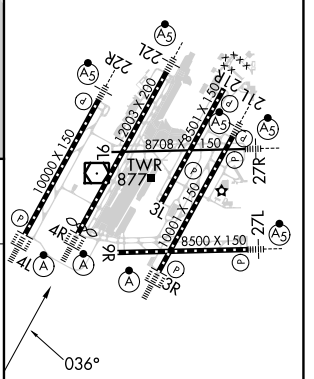 22R
22L
A5
A5
P
10000 X 150
12003 X 200
8501 X 150
21R
21L
P
A5
8708 X 150
P
27R
9L
TWR
877
3L
10001 X 150
P
4L
A
4R
A
9R
8500 X 150
27L
A5
P
P
3R
A
036°